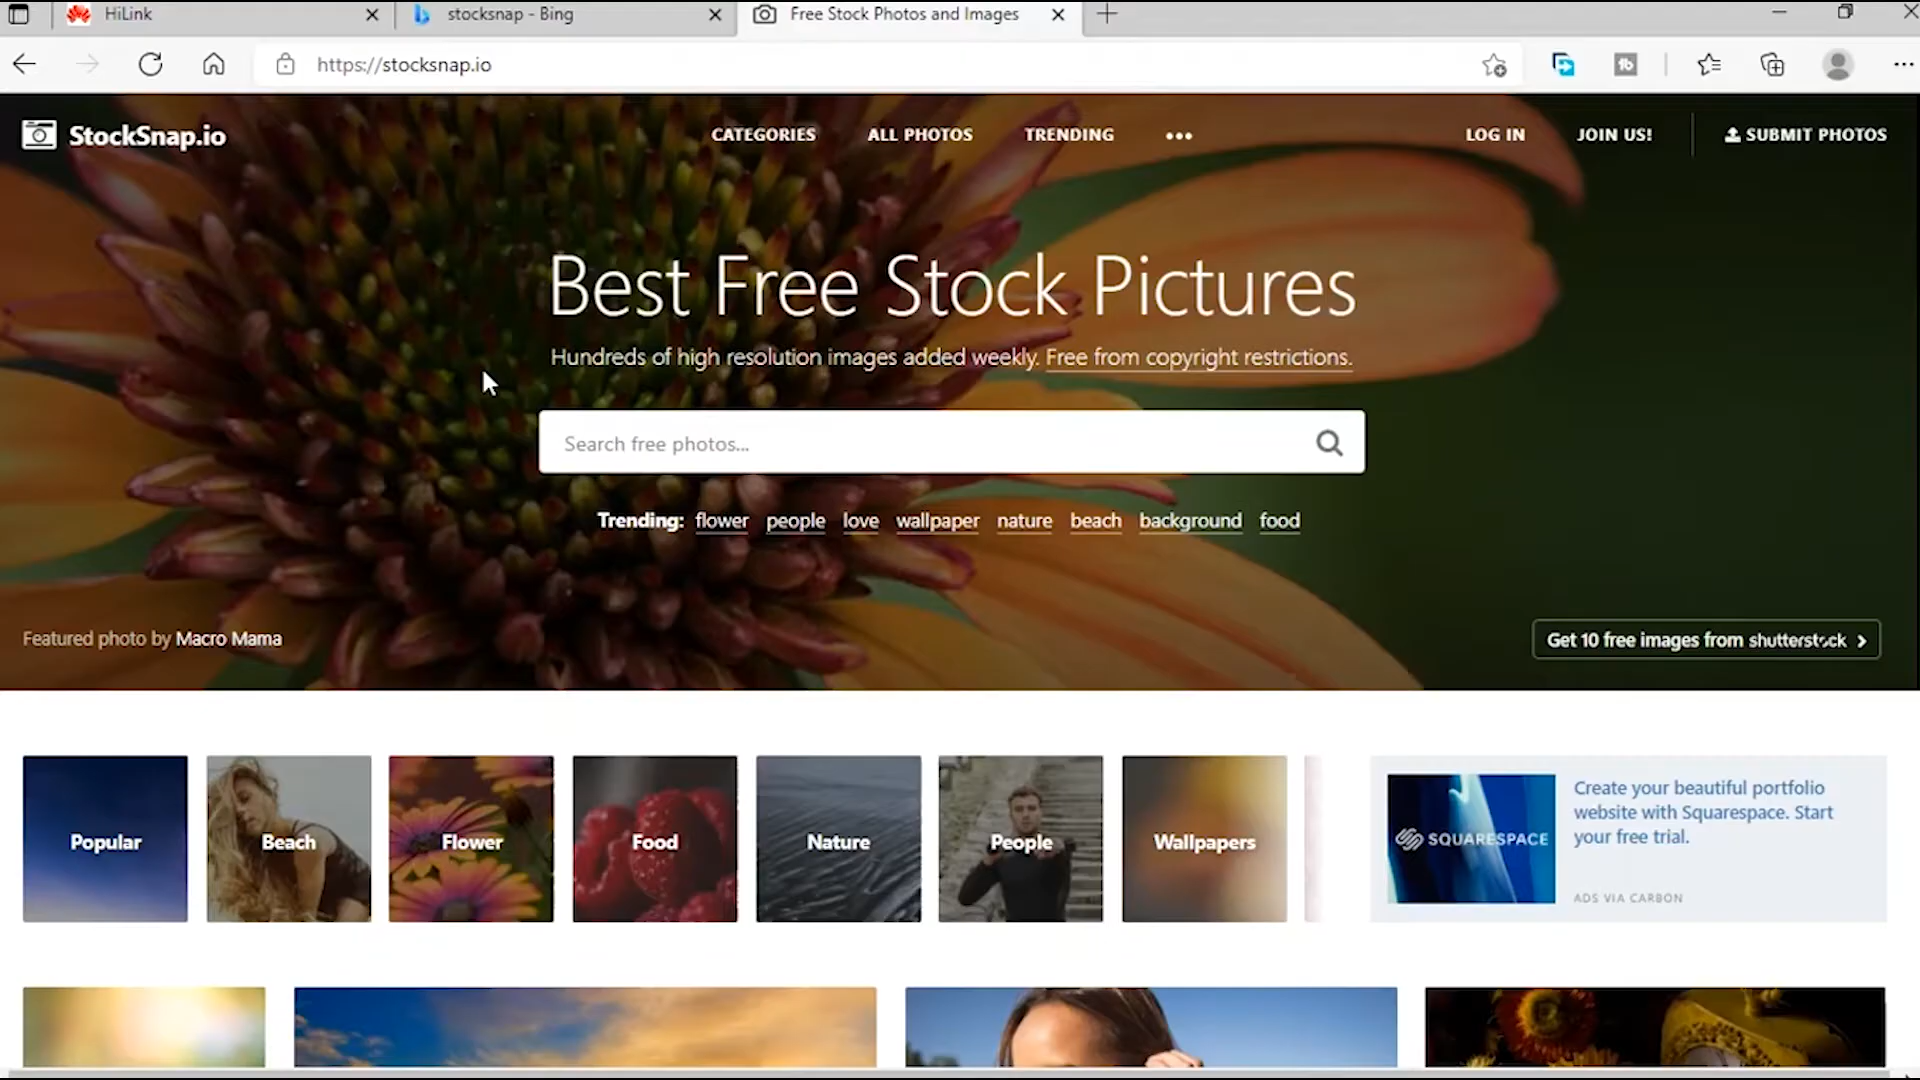 HiLink
stocksnap - Bing
Free Stock Photos and Images
https://stocksnap.io
StockSnap.io
CATEGORIES
ALL PHOTOS
TRENDING
LOG IN
JOIN US!
SUBMIT PHOTOS
Best Free Stock Pictures
Hundreds of high resolution images added weekly. Free from copyright restrictions.
Search free photos...
Trending: flower people love wallpaper nature beach background food
Featured photo by Macro Mama
Get 10 free images from shutterstock
Popular
Beach
Flower
Food
Nature
People
Wallpapers
SQUARESPACE
Create your beautiful portfolio
website with Squarespace. Start
your free trial.
ADS VIA CARBON